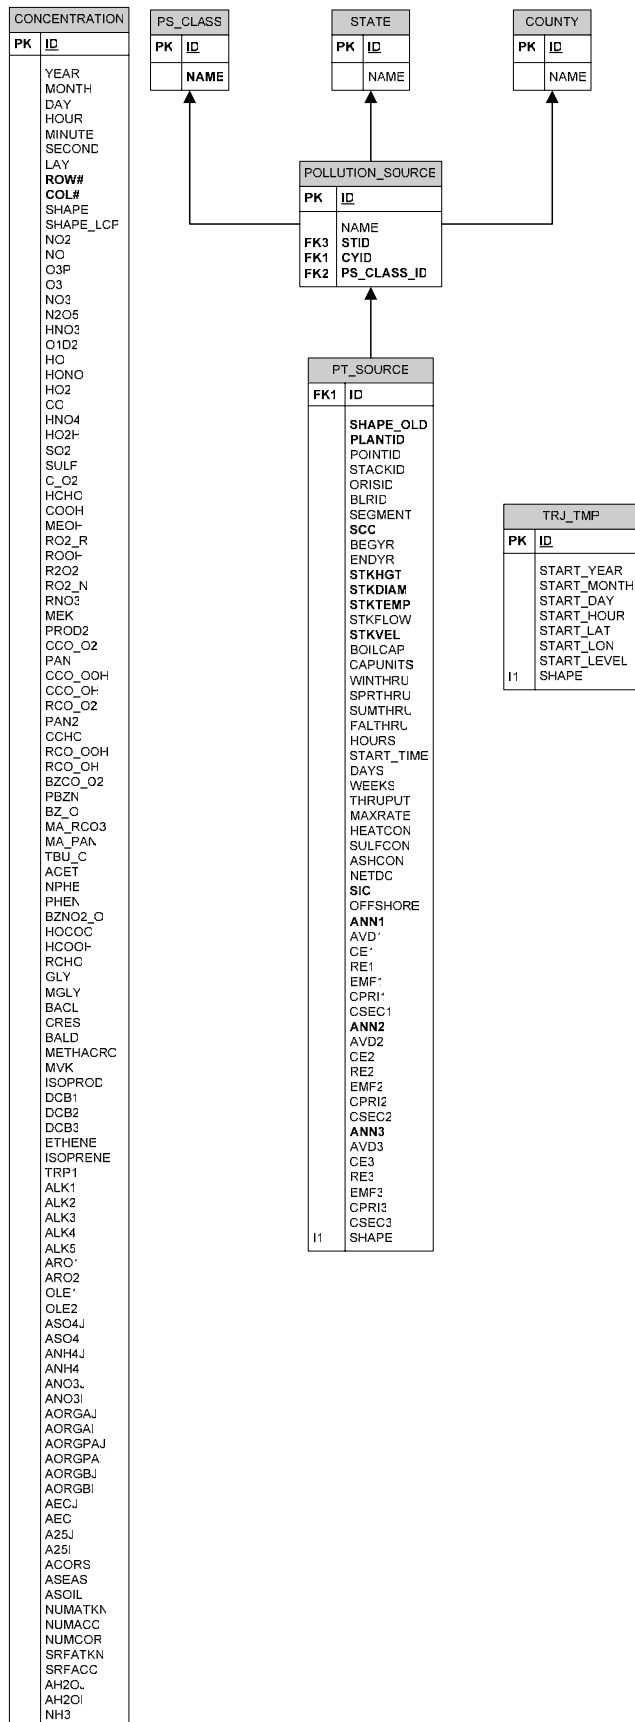 CONCENTRATION
PK ID
YEAR
MONTH
DAY
HOUR
MINUTE
SECOND
LAY
ROW#
COL#
SHAPE
SHAPE_LCP
NO2
NO
O3P
O3
NO3
N2O5
HNO3
O1D2
HO
HONO
HO2
CO
HNO4
HO2H
SO2
SULF
C_O2
HCHO
COOH
MEOH
RO2_R
ROOH
R2O2
RO2_N
RNO3
MEK
PROD2
CCO_O2
PAN
CCO_OOH
CCO_OH
RCO_O2
PAN2
CCHO
RCO_OOH
RCO_OH
BZCO_O2
PBZN
BZ_O
MA_RCO3
MA_PAN
TBU_O
ACET
NPHE
PHEN
BZNO2_O
HOCOO
HCOOH
RCHO
GLY
MGLY
BACL
CRES
BALD
METHACRO
MVK
ISOPROD
DCB1
DCB2
DCB3
ETHENE
ISOPRENE
TRP1
ALK1
ALK2
ALK3
ALK4
ALK5
ARO1
ARO2
OLE1
OLE2
ASO4J
ASO4
ANH4J
ANH4
ANO3J
ANO3I
AORGAJ
AORGAI
AORGPAJ
AORGPAI
AORGBJ
AORGBI
AECJ
AEC
A25J
A25I
ACORS
ASEAS
ASOIL
NUMATKN
NUMACC
NUMCOR
SRFATKN
SRFACC
AH2OJ
AH2OI
NH3
PS_CLASS
PK ID
NAME
STATE
PK ID
NAME
COUNTY
PK ID
NAME
POLLUTION_SOURCE
PK ID
NAME
FK3 STID
FK1 CYID
FK2 PS_CLASS_ID
PT_SOURCE
FK1 ID
SHAPE_OLD
PLANTID
POINTID
STACKID
ORISID
BLRID
SEGMENT
SCC
BEGYR
ENDYR
STKHGT
STKDIAM
STKTEMP
STKFLOW
STKVEL
BOILCAP
CAPUNITS
WINTHRU
SPRTHRU
SUMTHRU
FALTHRU
HOURS
START_TIME
DAYS
WEEKS
THRUPUT
MAXRATE
HEATCON
SULFCON
ASHCON
NETDC
SIC
OFFSHORE
ANN1
AVD1
CE1
RE1
EMF1
CPRI1
CSEC1
ANN2
AVD2
CE2
RE2
EMF2
CPRI2
CSEC2
ANN3
AVD3
CE3
RE3
EMF3
CPRI3
CSEC3
I1 SHAPE
TRJ_TMP
PK ID
START_YEAR
START_MONTH
START_DAY
START_HOUR
START_LAT
START_LON
START_LEVEL
I1 SHAPE